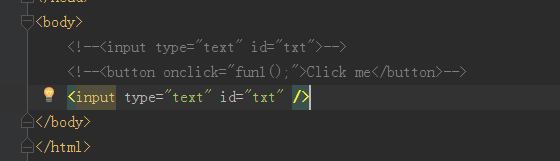 </head>
<body>
<!--<input type="text" id="txt">-->
<!--<button onclick="fun1();">Click me</button>-->
<input type="text" id="txt" />
</body>
</html>